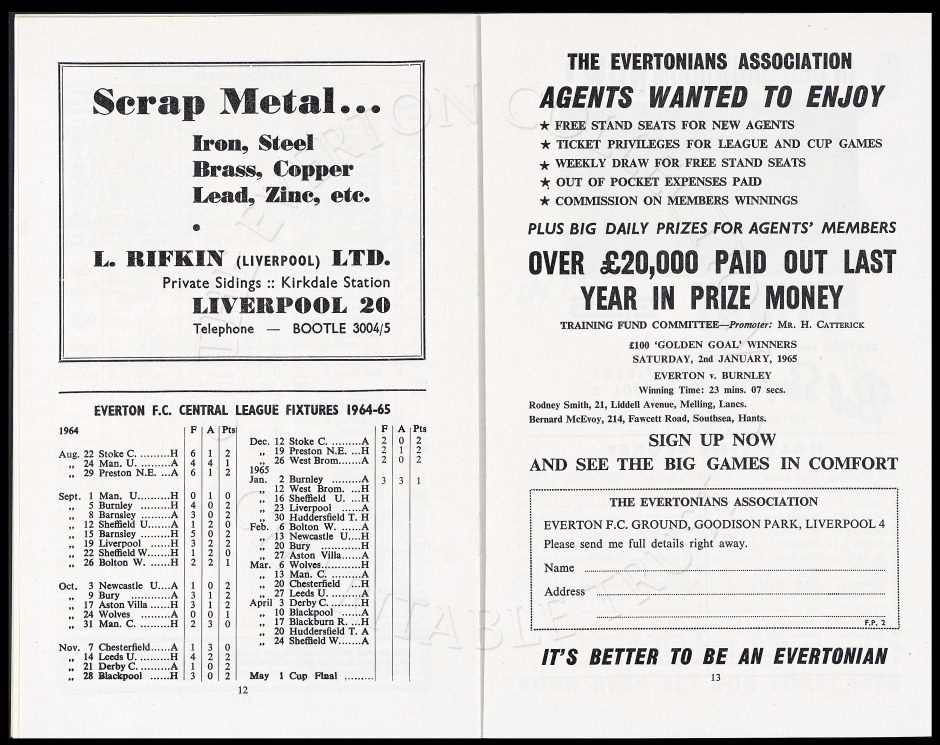 Scrap Metal...
Iron, Steel
Brass, Copper
Lead, Zinc, etc.
•
L. RIFKIN (LIVERPOOL) LTD.
Private Sidings :: Kirkdale Station
LIVERPOOL 20
Telephone — BOOTLE 3004/5
EVERTON F.C. CENTRAL LEAGUE FIXTURES 1964-65
1964 F A Pts
Aug. 22 Stoke C. .........H 6 1 2
„ 24 Man. U. .........A 4 4 1
„ 29 Preston N.E. ...A 6 1 2
Sept. 1 Man. U..........H 0 1 0
„ 5 Burnley .........H 4 0 2
„ 8 Barnsley .........A 3 0 2
„ 12 Sheffield U.......A 1 2 0
„ 15 Barnsley .........H 5 0 2
„ 19 Liverpool ......H 3 2 2
„ 22 Sheffield W.......H 1 2 0
„ 26 Bolton W. ......H 2 2 1
Oct. 3 Newcastle U....A 1 0 2
„ 9 Bury ............A 3 1 2
„ 17 Aston Villa ......H 3 1 2
„ 24 Wolves .........A 0 0 1
„ 31 Man. C. .........H 2 3 0
Nov. 7 Chesterfield......A 1 3 0
„ 14 Leeds U. .........H 4 2 2
„ 21 Derby C. .........A 1 0 2
„ 28 Blackpool ......H 3 0 2
F A Pts
Dec. 12 Stoke C. .........A 2 0 2
„ 19 Preston N.E. ...H 2 1 2
„ 26 West Brom.......A 2 0 2
1965
Jan. 2 Burnley .........A 3 3 1
„ 12 West Brom. ...H
„ 16 Sheffield U. ...H
„ 23 Liverpool ......A
„ 30 Huddersfield T. H
Feb. 6 Bolton W. ......A
„ 13 Newcastle U....H
„ 20 Bury ............H
„ 27 Aston Villa......A
Mar. 6 Wolves............H
„ 13 Man. C. .........A
„ 20 Chesterfield ...H
„ 27 Leeds U. .........A
April 3 Derby C. .........H
„ 10 Blackpool ......A
„ 17 Blackburn R. ...H
„ 20 Huddersfield T. A
„ 24 Sheffield W.......A
May 1 Cup Final .........
12
THE EVERTONIANS ASSOCIATION
AGENTS WANTED TO ENJOY
★ FREE STAND SEATS FOR NEW AGENTS
★ TICKET PRIVILEGES FOR LEAGUE AND CUP GAMES
★ WEEKLY DRAW FOR FREE STAND SEATS
★ OUT OF POCKET EXPENSES PAID
★ COMMISSION ON MEMBERS WINNINGS
PLUS BIG DAILY PRIZES FOR AGENTS' MEMBERS
OVER £20,000 PAID OUT LAST
YEAR IN PRIZE MONEY
TRAINING FUND COMMITTEE—Promoter: MR. H. CATTERICK
£100 'GOLDEN GOAL' WINNERS
SATURDAY, 2nd JANUARY, 1965
EVERTON v. BURNLEY
Winning Time: 23 mins. 07 secs.
Rodney Smith, 21, Liddell Avenue, Melling, Lancs.
Bernard McEvoy, 214, Fawcett Road, Southsea, Hants.
SIGN UP NOW
AND SEE THE BIG GAMES IN COMFORT
THE EVERTONIANS ASSOCIATION
EVERTON F.C. GROUND, GOODISON PARK, LIVERPOOL 4
Please send me full details right away.
Name
Address
F.P. 2
IT'S BETTER TO BE AN EVERTONIAN
13